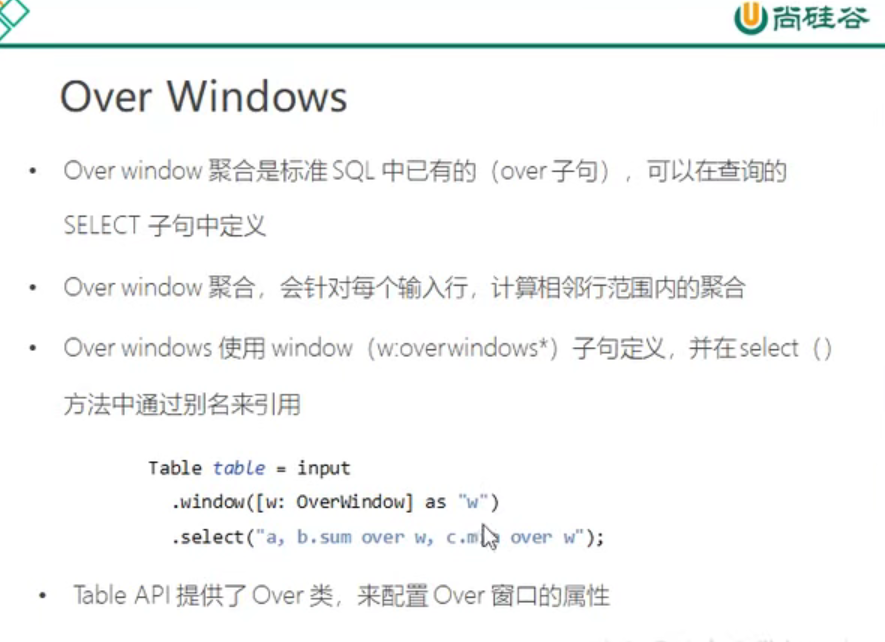 尚硅谷
Over Windows
• Over window 聚合是标准 SQL 中已有的（over 子句），可以在查询的
SELECT 子句中定义
• Over window 聚合，会针对每个输入行，计算相邻行范围内的聚合
• Over windows 使用 window（w:overwindows*）子句定义，并在 select（）
方法中通过别名来引用
Table table = input
.window([w: OverWindow] as "w")
.select("a, b.sum over w, over w");
• Table API 提供了 Over 类，来配置 Over 窗口的属性